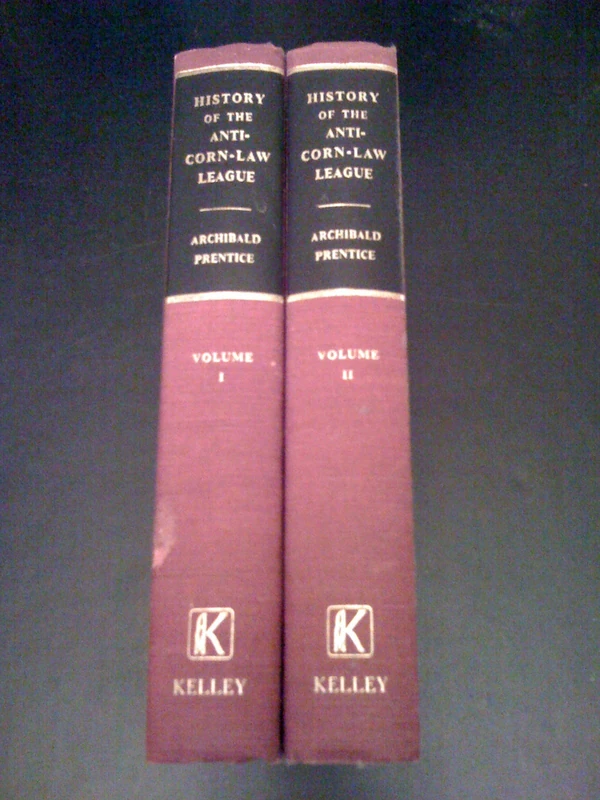 HISTORY
OF THE
ANTI-
CORN-LAW
LEAGUE
ARCHIBALD
PRENTICE
VOLUME
I
K
KELLEY
HISTORY
OF THE
ANTI-
CORN-LAW
LEAGUE
ARCHIBALD
PRENTICE
VOLUME
II
K
KELLEY